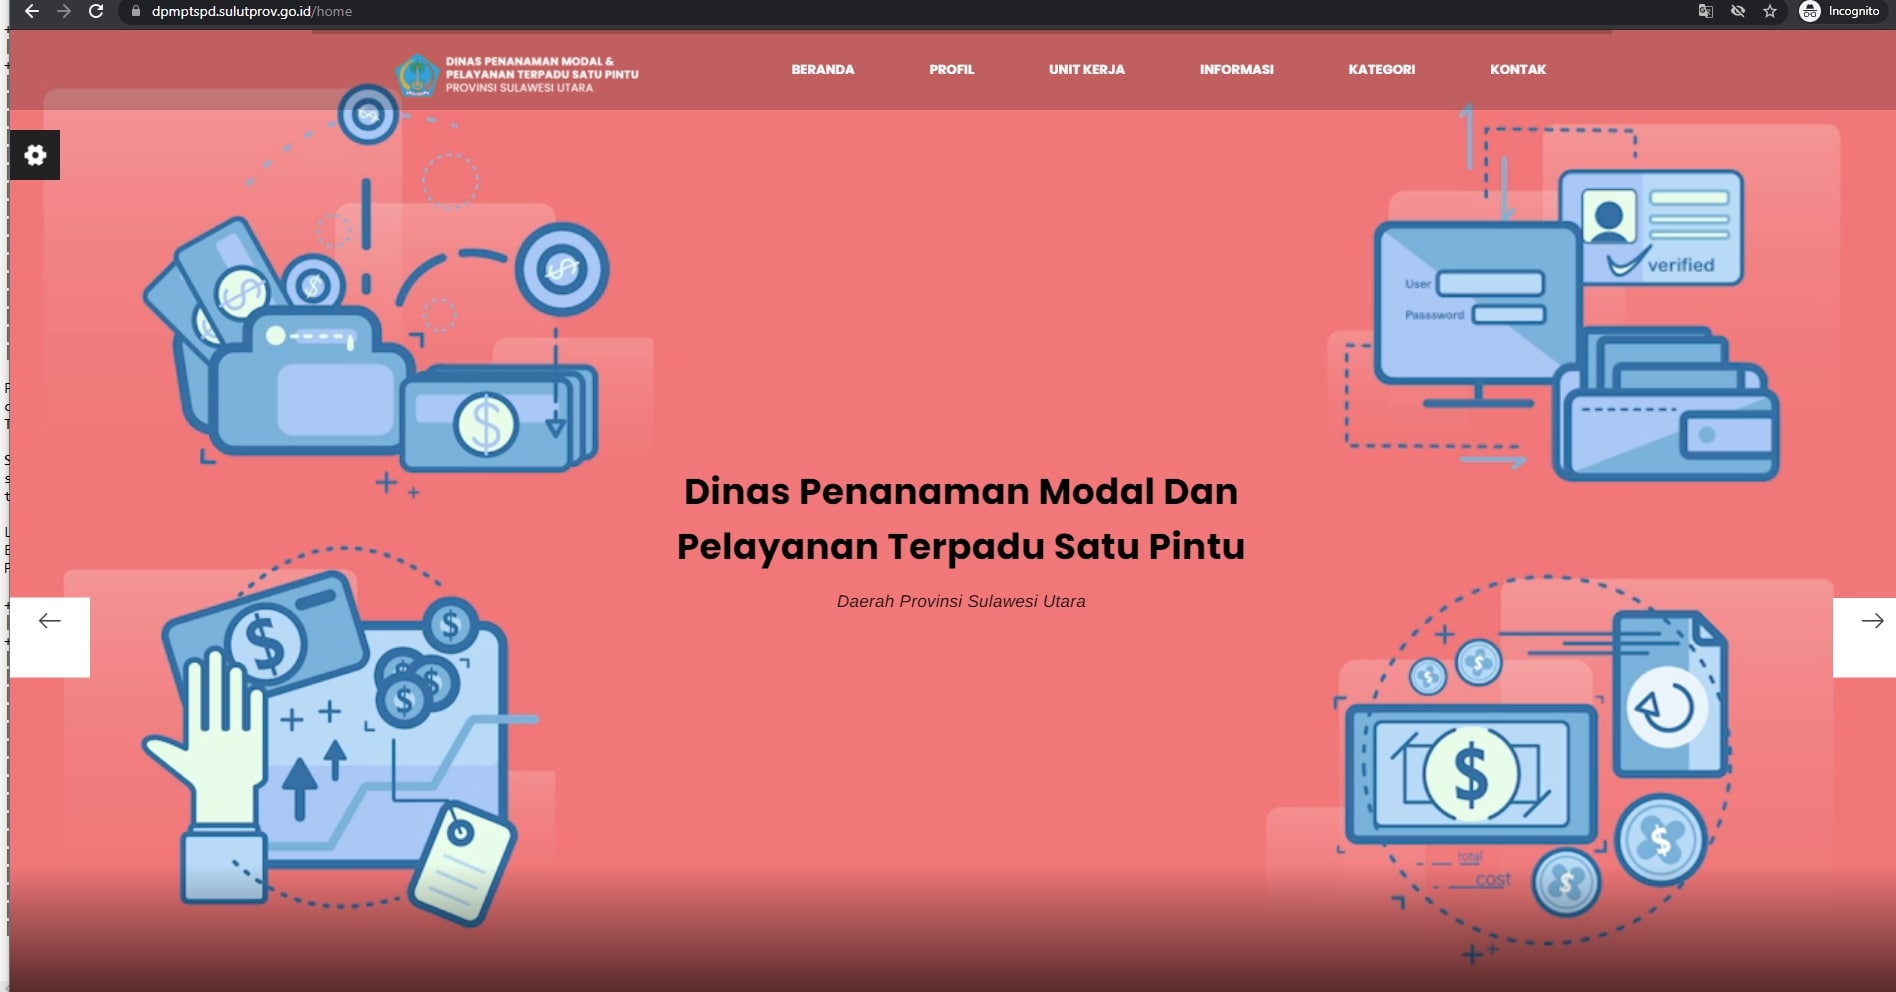 dpmptspd.sulutprov.go.id/home
Incognito
DINAS PENANAMAN MODAL &
PELAYANAN TERPADU SATU PINTU
PROVINSI SULAWESI UTARA
BERANDA
PROFIL
UNIT KERJA
INFORMASI
KATEGORI
KONTAK
verified
User
Passsword
Dinas Penanaman Modal Dan
Pelayanan Terpadu Satu Pintu
Daerah Provinsi Sulawesi Utara
total
cost